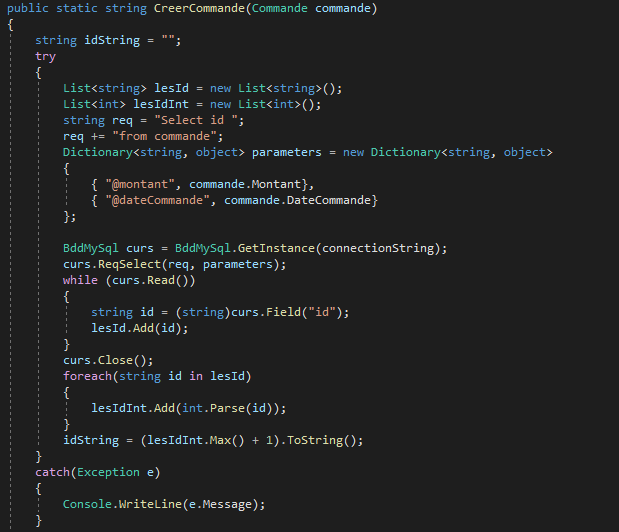 public static string CreerCommande(Commande commande)
{
    string idString = "";
    try
    {
        List<string> lesId = new List<string>();
        List<int> lesIdInt = new List<int>();
        string req = "Select id ";
        req += "from commande";
        Dictionary<string, object> parameters = new Dictionary<string, object>
        {
            { "@montant", commande.Montant},
            { "@dateCommande", commande.DateCommande}
        };

        BddMySql curs = BddMySql.GetInstance(connectionString);
        curs.ReqSelect(req, parameters);
        while (curs.Read())
        {
            string id = (string)curs.Field("id");
            lesId.Add(id);
        }
        curs.Close();
        foreach(string id in lesId)
        {
            lesIdInt.Add(int.Parse(id));
        }
        idString = (lesIdInt.Max() + 1).ToString();
    }
    catch(Exception e)
    {
        Console.WriteLine(e.Message);
    }